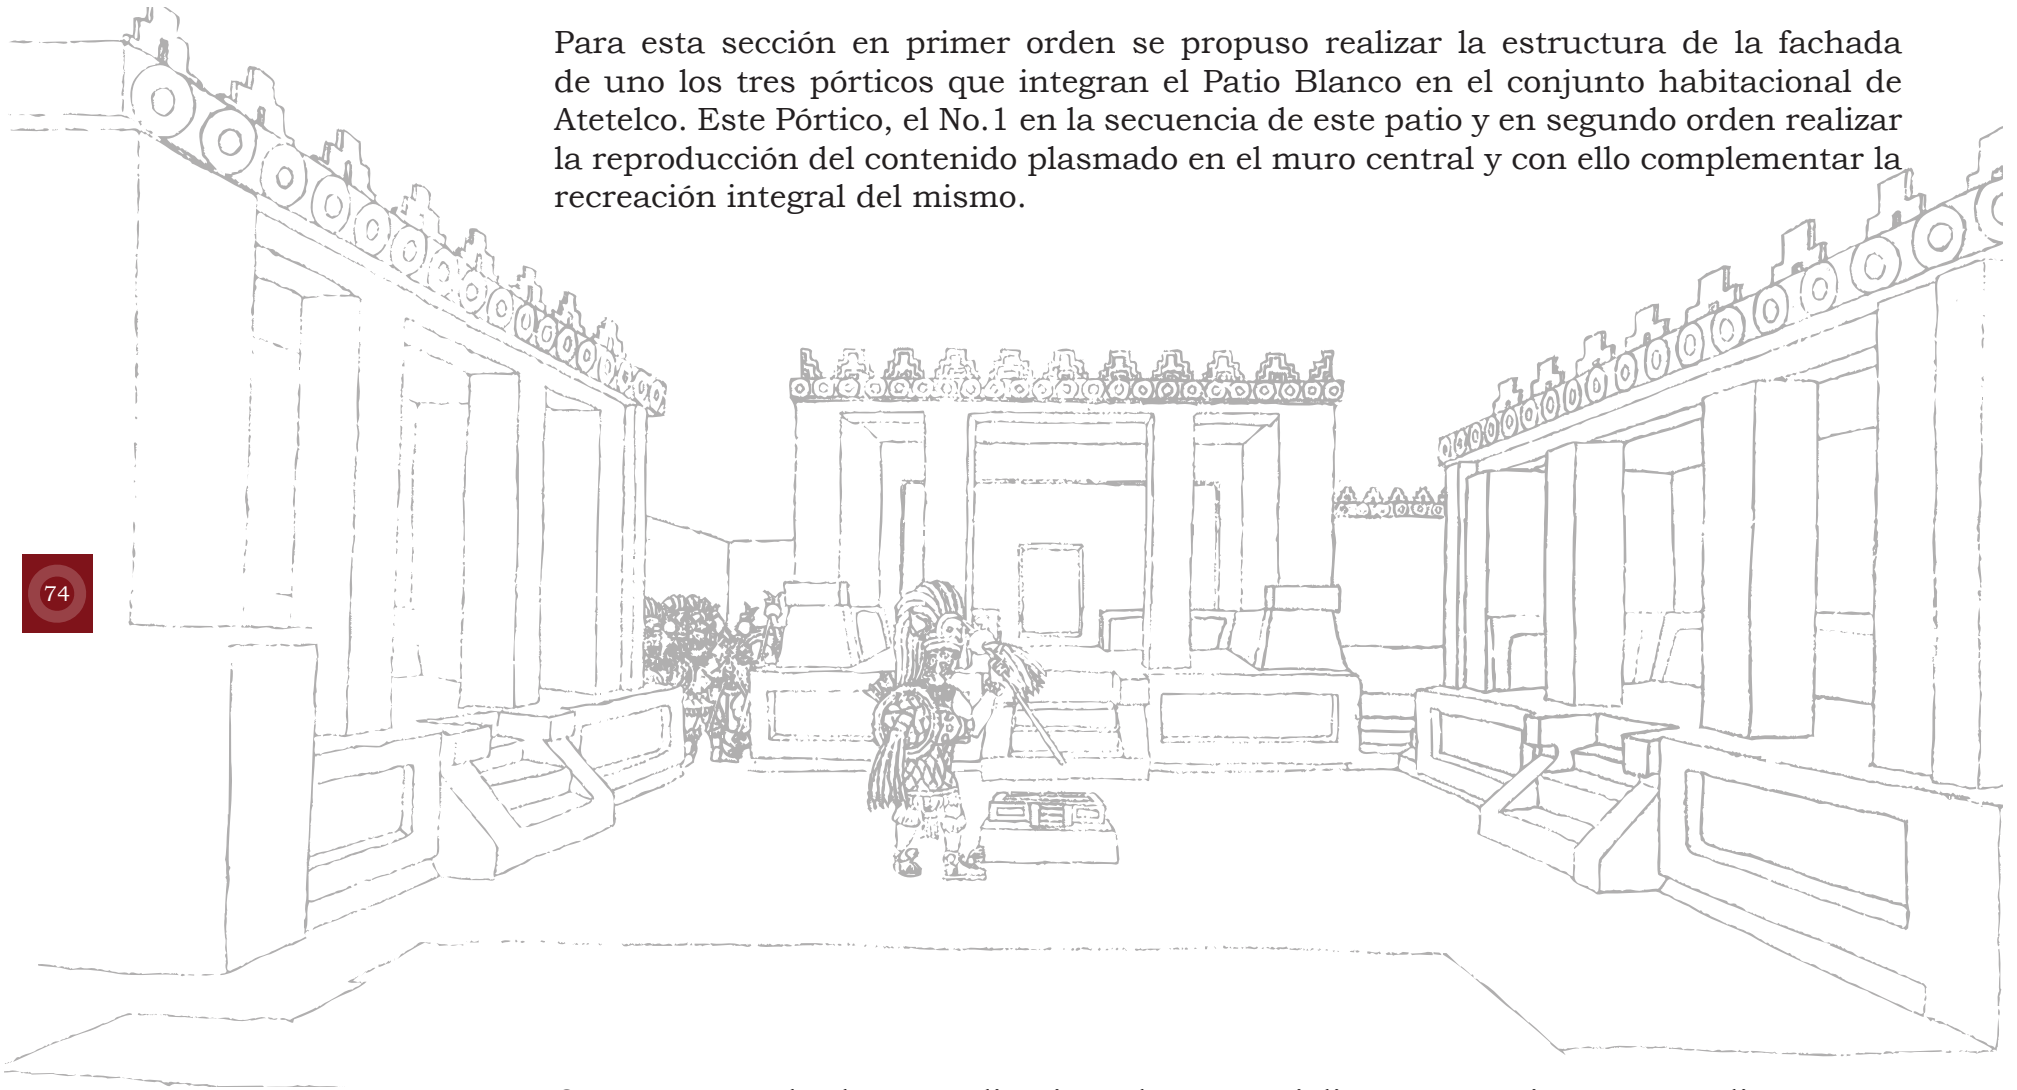 Para esta sección en primer orden se propuso realizar la estructura de la fachada
de uno los tres pórticos que integran el Patio Blanco en el conjunto habitacional de
Atetelco. Este Pórtico, el No.1 en la secuencia de este patio y en segundo orden realizar
la reproducción del contenido plasmado en el muro central y con ello complementar la
recreación integral del mismo.
74